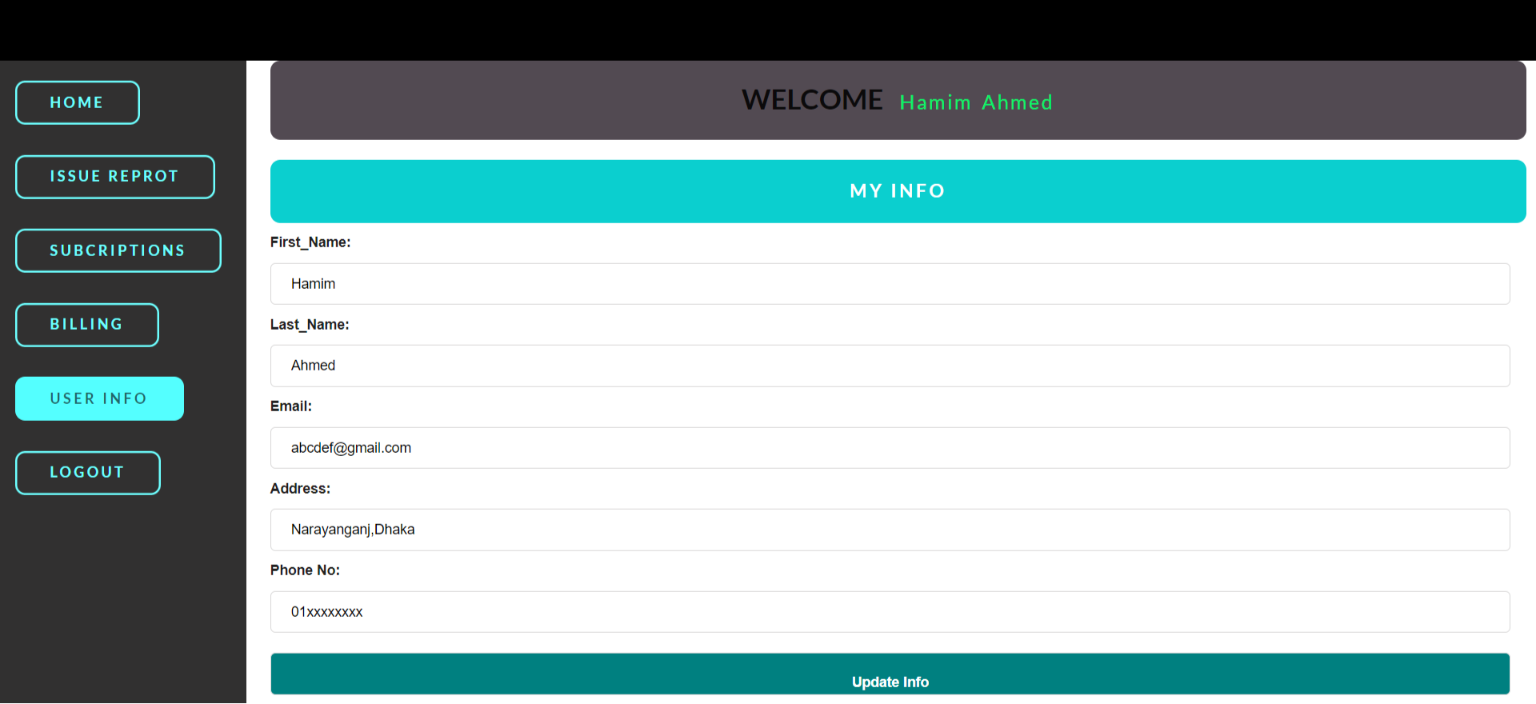 HOME
ISSUE REPROT
SUBCRIPTIONS
BILLING
USER INFO
LOGOUT
WELCOME Hamim Ahmed
MY INFO
First_Name:
Hamim
Last_Name:
Ahmed
Email:
abcdef@gmail.com
Address:
Narayanganj,Dhaka
Phone No:
01xxxxxxxx
Update Info